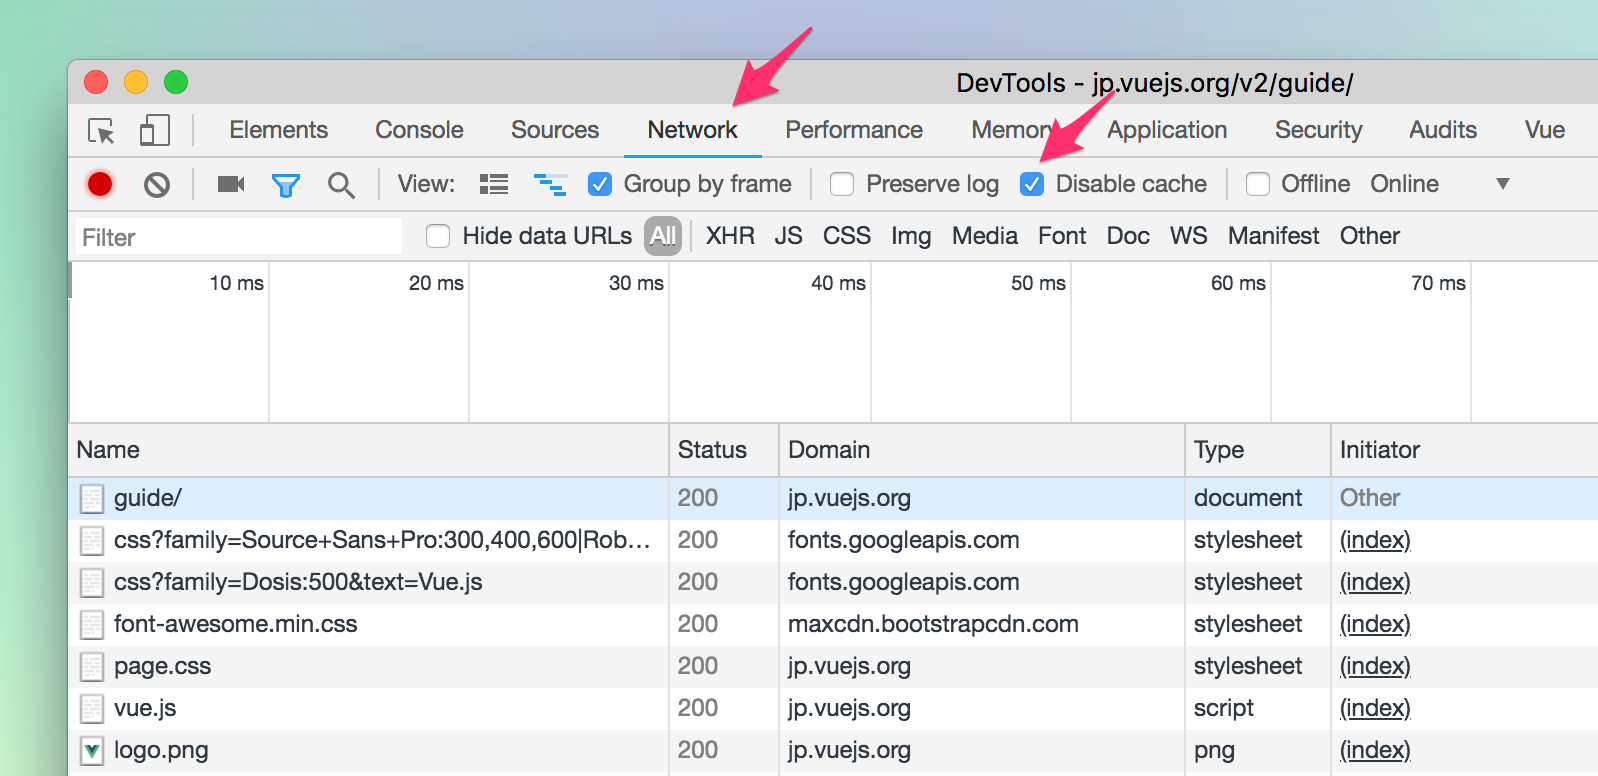 DevTools - jp.vuejs.org/v2/guide/
Elements Console Sources Network Performance Memory Application Security Audits Vue
View: Group by frame Preserve log Disable cache Offline Online
Filter Hide data URLs All XHR JS CSS Img Media Font Doc WS Manifest Other
10 ms 20 ms 30 ms 40 ms 50 ms 60 ms 70 ms
Name Status Domain Type Initiator
guide/ 200 jp.vuejs.org document Other
css?family=Source+Sans+Pro:300,400,600|Rob… 200 fonts.googleapis.com stylesheet (index)
css?family=Dosis:500&text=Vue.js 200 fonts.googleapis.com stylesheet (index)
font-awesome.min.css 200 maxcdn.bootstrapcdn.com stylesheet (index)
page.css 200 jp.vuejs.org stylesheet (index)
vue.js 200 jp.vuejs.org script (index)
logo.png 200 jp.vuejs.org png (index)